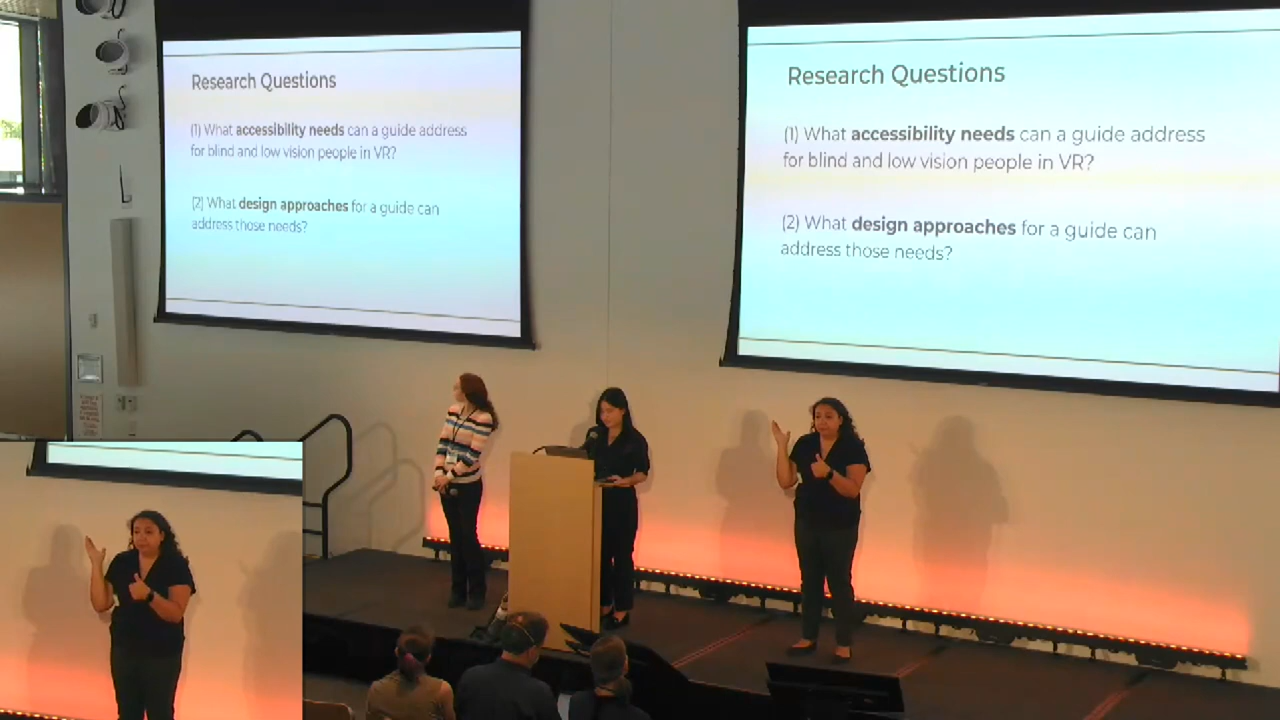 Research Questions
(1) What accessibility needs can a guide address
for blind and low vision people in VR?
(2) What design approaches for a guide can
address those needs?
Research Questions
(1) What accessibility needs can a guide address
for blind and low vision people in VR?
(2) What design approaches for a guide can
address those needs?